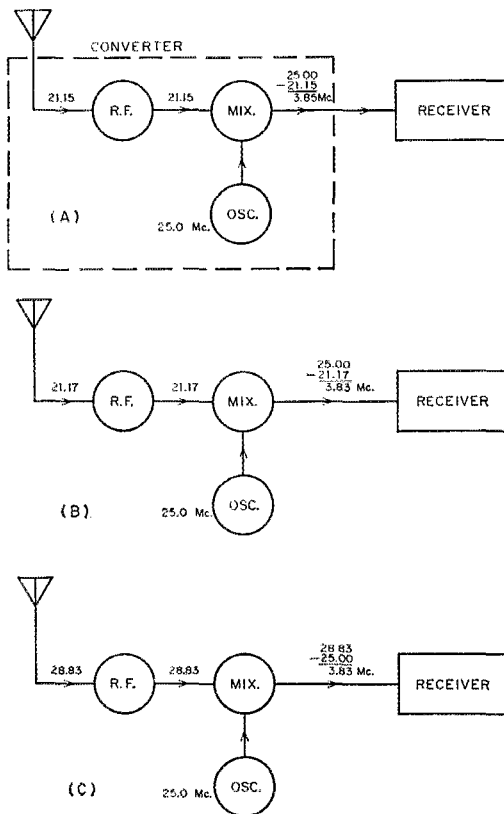 CONVERTER
25.00
-21.15
3.85Mc.
21.15
21.15
R.F.
MIX.
RECEIVER
(A)
OSC.
25.0 Mc.
25.00
-21.17
3.83 Mc.
21.17
21.17
R.F.
MIX.
RECEIVER
(B).
OSC.
25.0 Mc.
28.83
-25.00
3.83 Mc.
28.83
28.83
R.F.
MIX.
RECEIVER
(C)
OSC.
25.0 Mc.